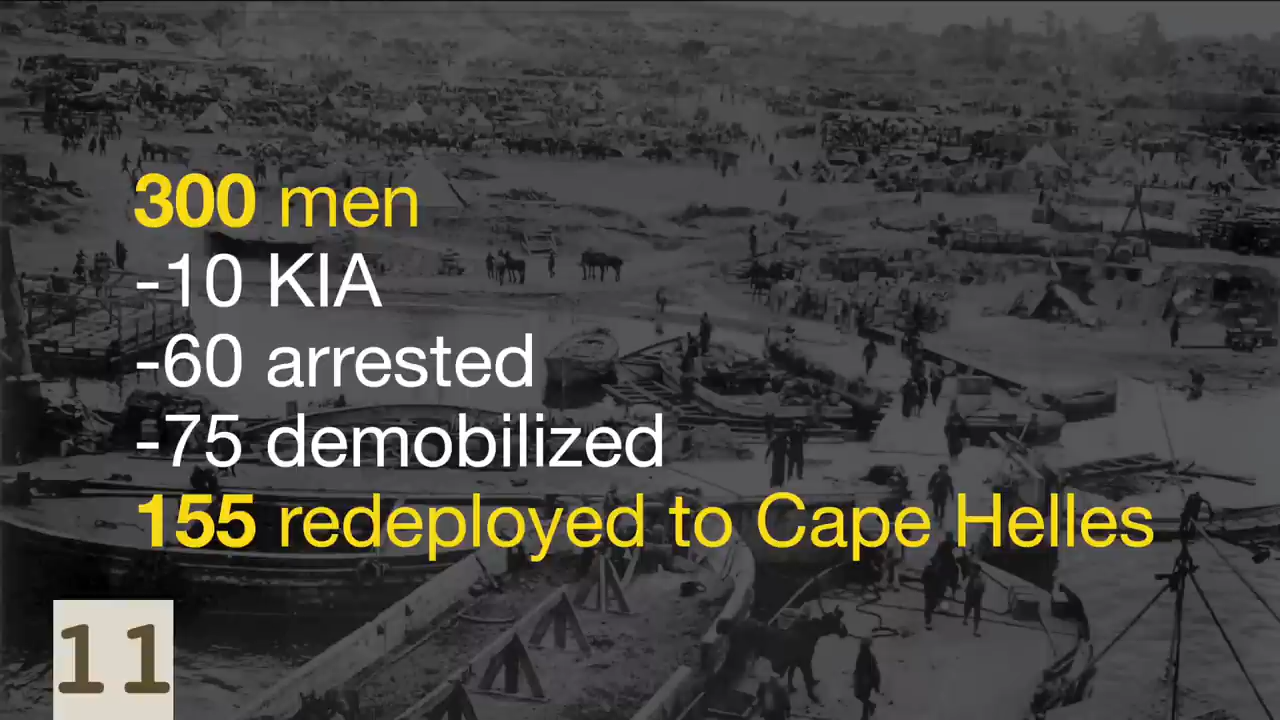 300 men
-10 KIA
-60 arrested
-75 demobilized
155 redeployed to Cape Helles
11